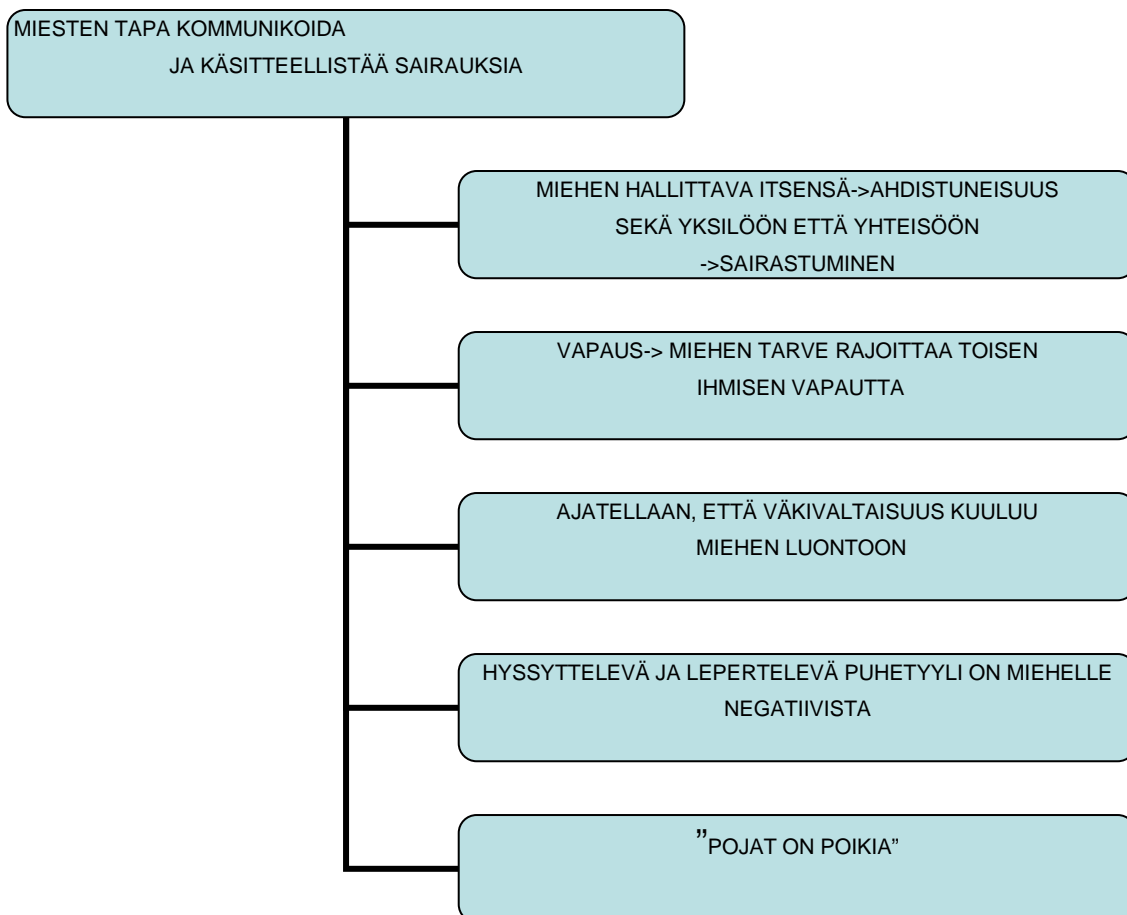 MIESTEN TAPA KOMMUNIKOIDA
JA KÄSITTEELLISTÄÄ SAIRAUKSIA
MIEHEN HALLITTAVA ITSENSÄ->AHDISTUNEISUUS
SEKÄ YKSILÖÖN ETTÄ YHTEISÖÖN
->SAIRASTUMINEN
VAPAUS-> MIEHEN TARVE RAJOITTAA TOISEN
IHMISEN VAPAUTTA
AJATELLAAN, ETTÄ VÄKIVALTAISUUS KUULUU
MIEHEN LUONTOON
HYSSYTTELEVÄ JA LEPERTELEVÄ PUHETYYLI ON MIEHELLE
NEGATIIVISTA
”POJAT ON POIKIA”